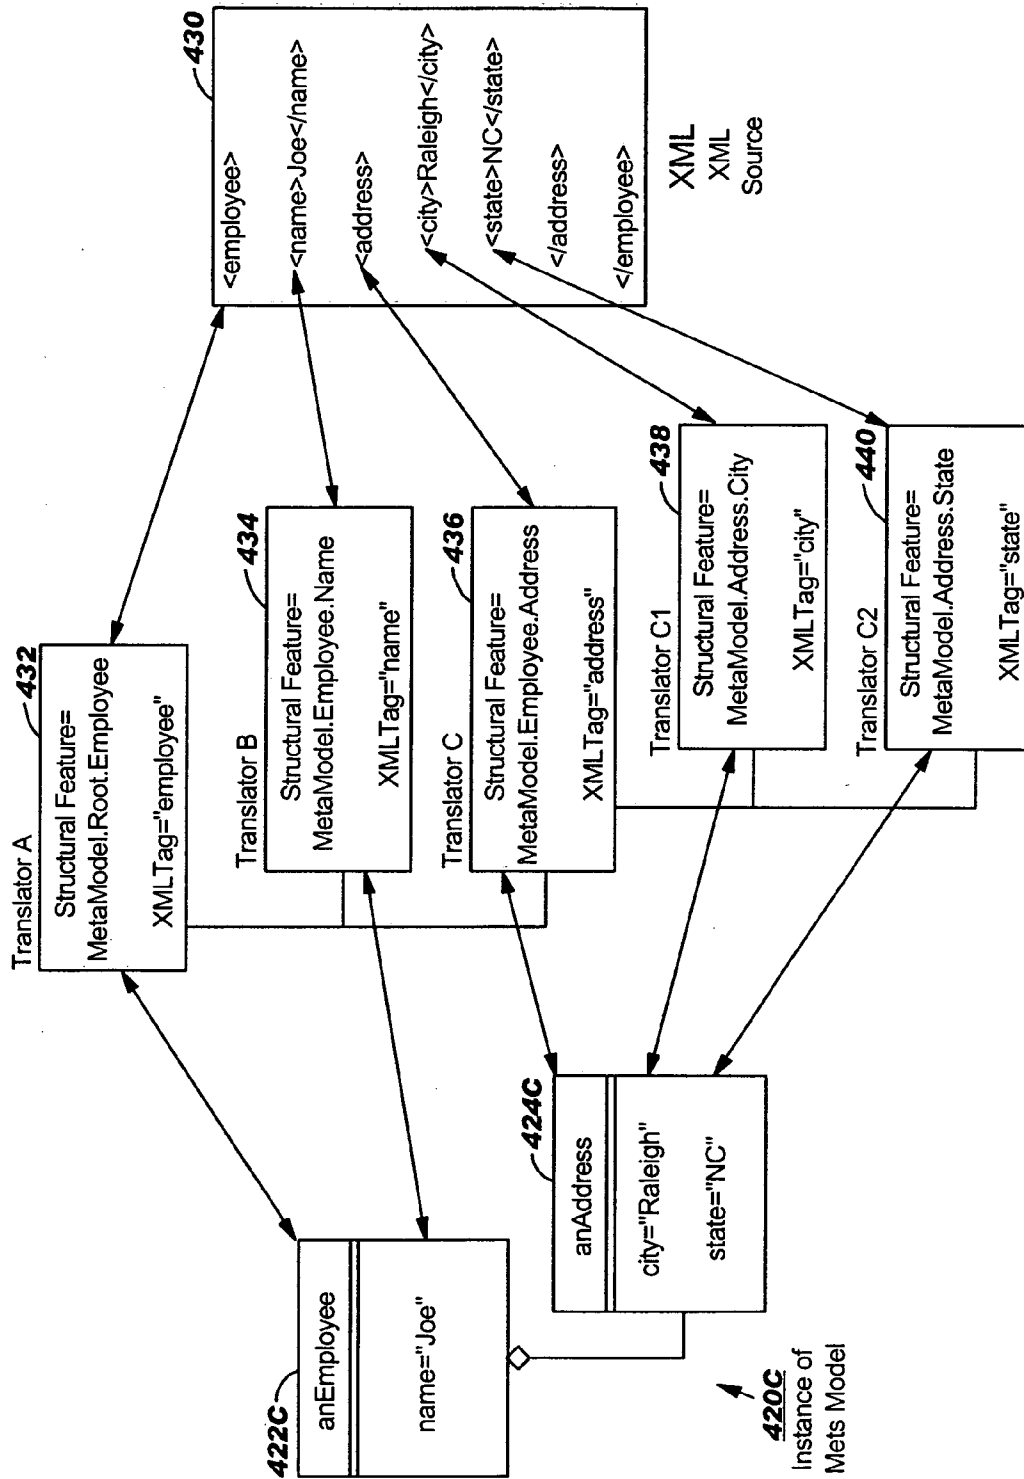 422C
anEmployee
name="Joe"
424C
anAddress
city="Raleigh"
state="NC"
420C
Instance of
Mets Model
Translator A
432
Structural Feature=
MetaModel.Root.Employee
XMLTag="employee"
Translator B
434
Structural Feature=
MetaModel.Employee.Name
XMLTag="name"
Translator C
436
Structural Feature=
MetaModel.Employee.Address
XMLTag="address"
Translator C1
438
Structural Feature=
MetaModel.Address.City
XMLTag="city"
Translator C2
440
Structural Feature=
MetaModel.Address.State
XMLTag="state"
430
<employee>
<name>Joe</name>
<address>
<city>Raleigh</city>
<state>NC</state>
</address>
</employee>
XML
XML
Source